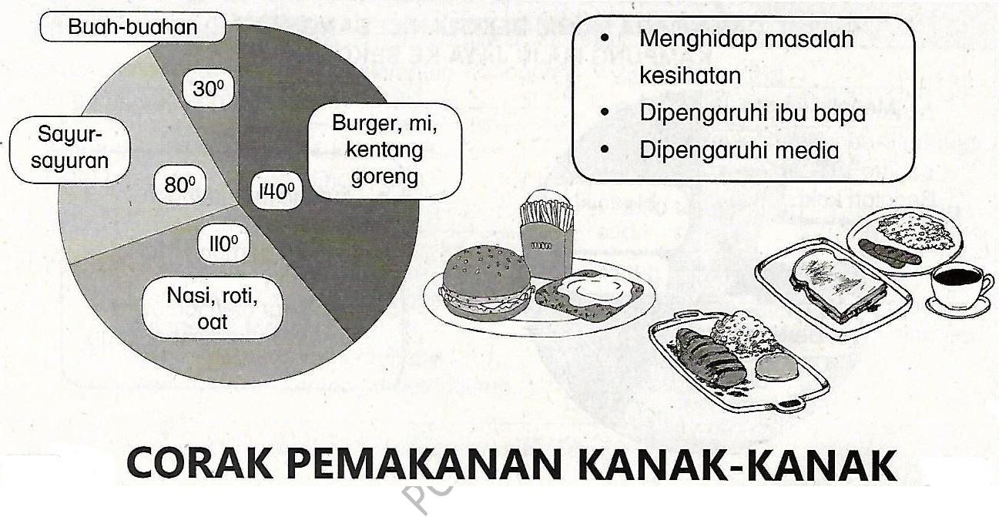 Buah-buahan
30⁰
Burger, mi,
kentang
goreng
140⁰
Sayur-
sayuran
80⁰
110⁰
Nasi, roti,
oat
• Menghidap masalah
kesihatan
• Dipengaruhi ibu bapa
• Dipengaruhi media
CORAK PEMAKANAN KANAK-KANAK